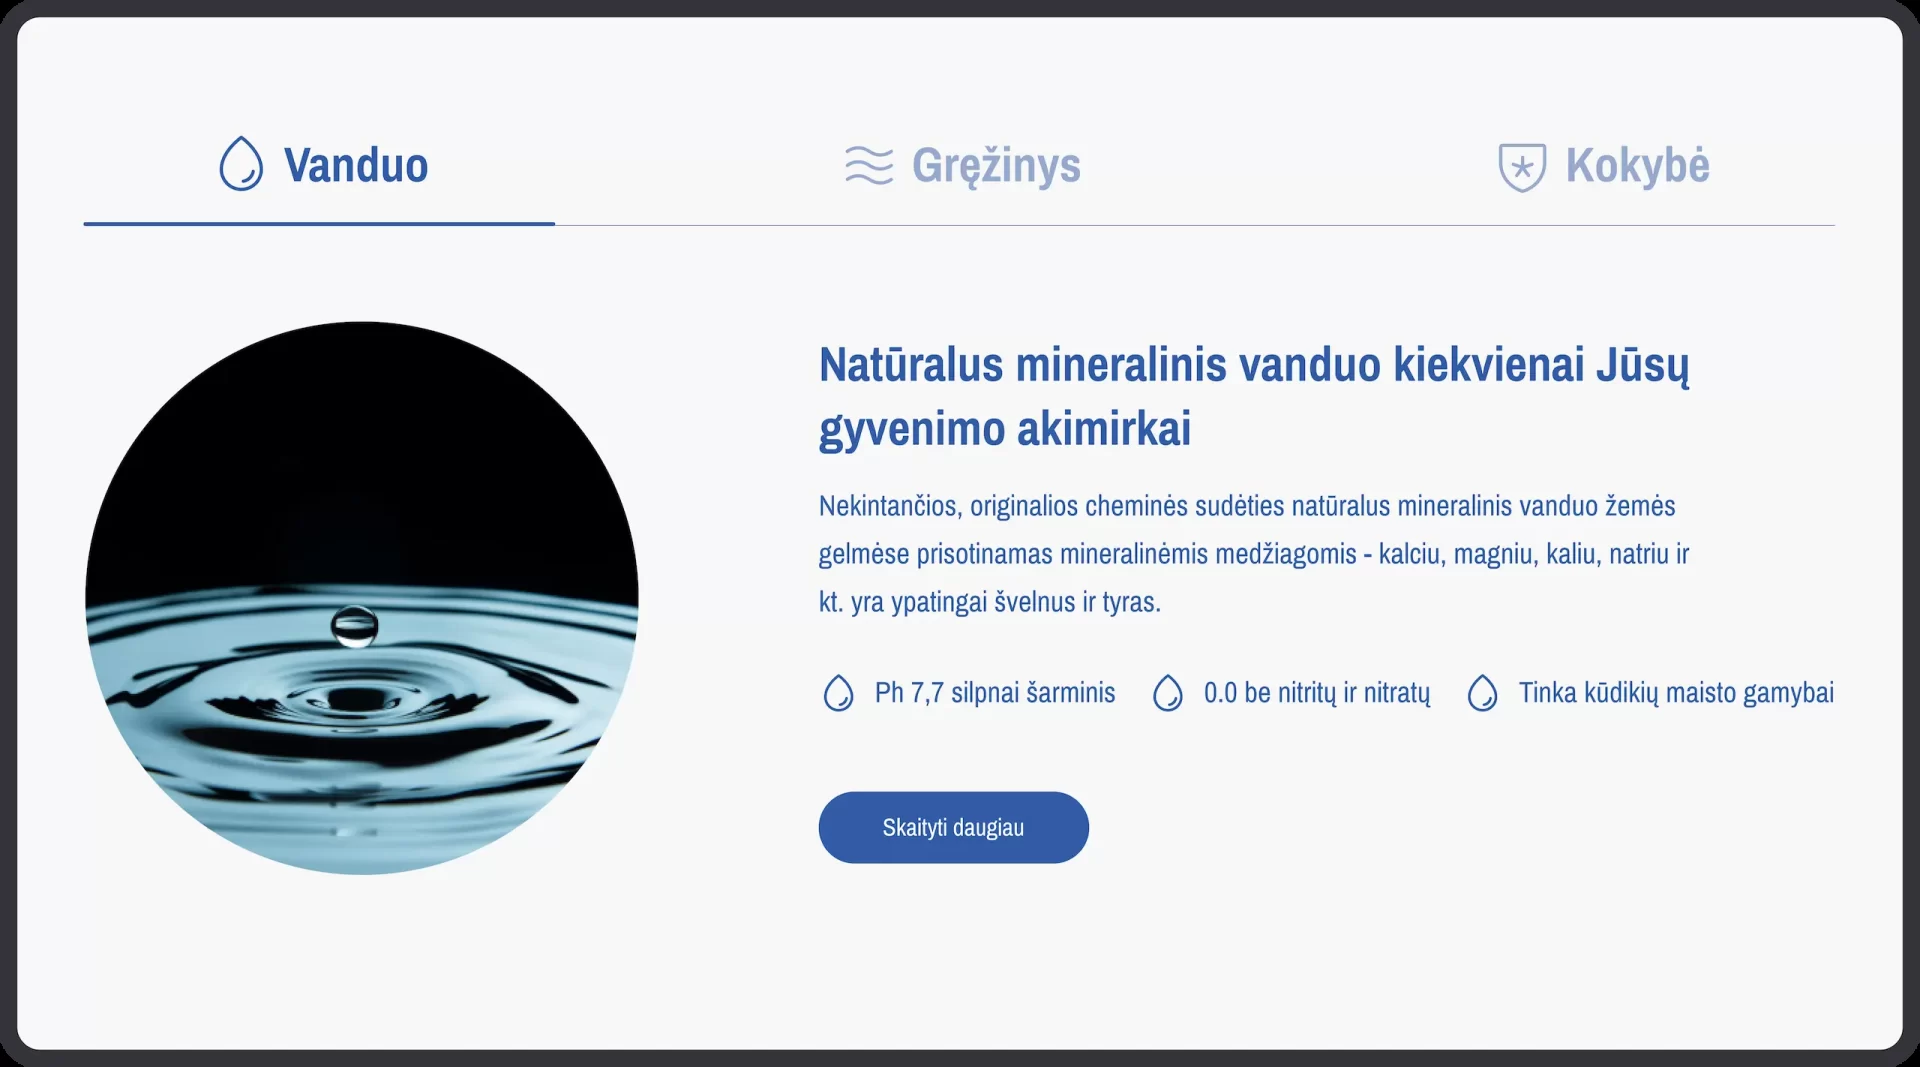 Vanduo
Gręžinys
Kokybė
Natūralus mineralinis vanduo kiekvienai Jūsų
gyvenimo akimirkai
Nekintančios, originalios cheminės sudėties natūralus mineralinis vanduo žemės
gelmėse prisotinamas mineralinėmis medžiagomis - kalciu, magniu, kaliu, natriu ir
kt. yra ypatingai švelnus ir tyras.
Ph 7,7 silpnai šarminis
0.0 be nitritų ir nitratų
Tinka kūdikių maisto gamybai
Skaityti daugiau